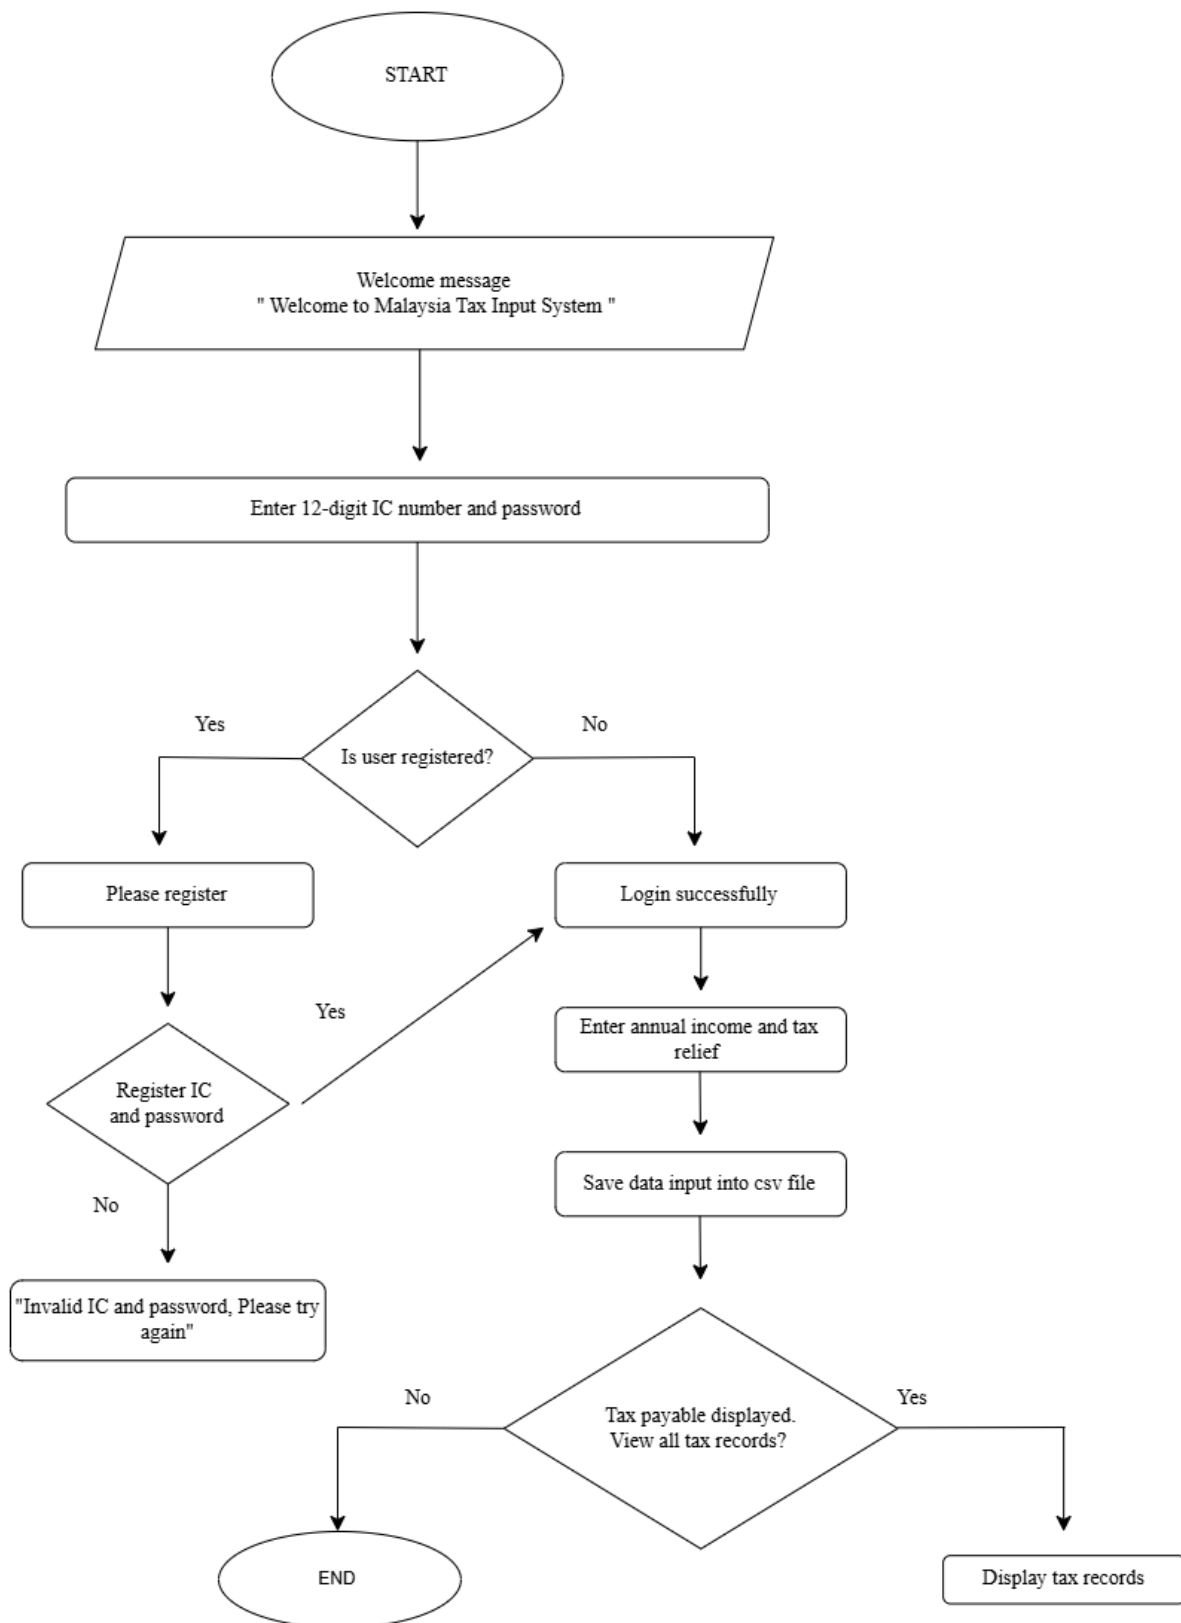 START
Welcome message
" Welcome to Malaysia Tax Input System "
Enter 12-digit IC number and password
Yes
No
Is user registered?
Please register
Login successfully
Yes
Enter annual income and tax
relief
Register IC
and password
Save data input into csv file
No
"Invalid IC and password, Please try
again"
No
Yes
Tax payable displayed.
View all tax records?
END
Display tax records